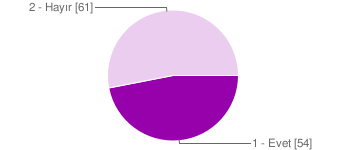 2 - Hayır [61]
1 - Evet [54]